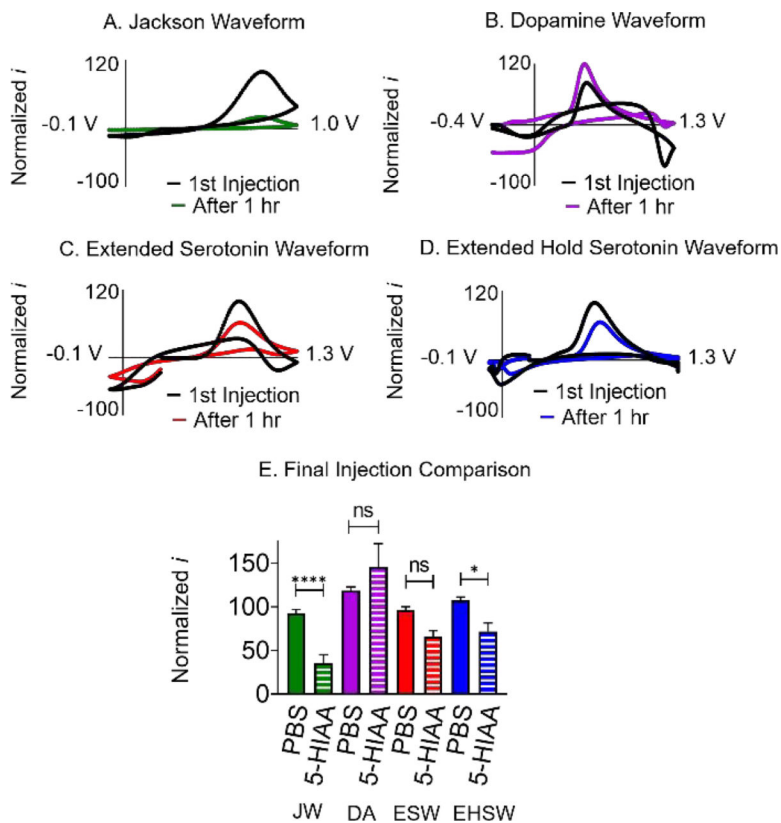 A. Jackson Waveform
Normalized i
120
-0.1 V
1.0 V
-100
1st Injection
After 1 hr
B. Dopamine Waveform
Normalized i
120
-0.4 V
1.3 V
-100
1st Injection
After 1 hr
C. Extended Serotonin Waveform
Normalized i
120
-0.1 V
1.3 V
-100
1st Injection
After 1 hr
D. Extended Hold Serotonin Waveform
Normalized i
120
-0.1 V
1.3 V
-100
1st Injection
After 1 hr
E. Final Injection Comparison
Normalized i
150
100
50
0
****
ns
ns
*
PBS
5-HIAA
PBS
5-HIAA
PBS
5-HIAA
PBS
5-HIAA
JW DA ESW EHSW